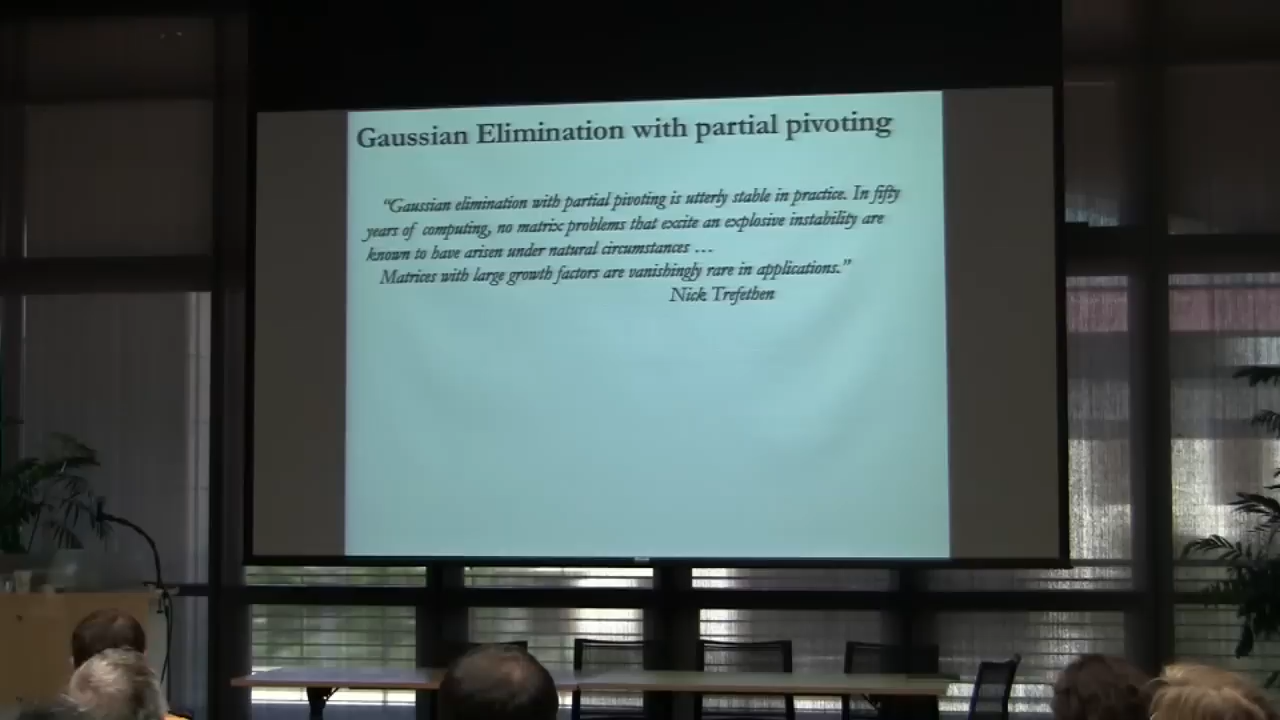 Gaussian Elimination with partial pivoting
“Gaussian elimination with partial pivoting is utterly stable in practice. In fifty
years of computing, no matrix problems that excite an explosive instability are
known to have arisen under natural circumstances …
Matrices with large growth factors are vanishingly rare in applications.”
Nick Trefethen